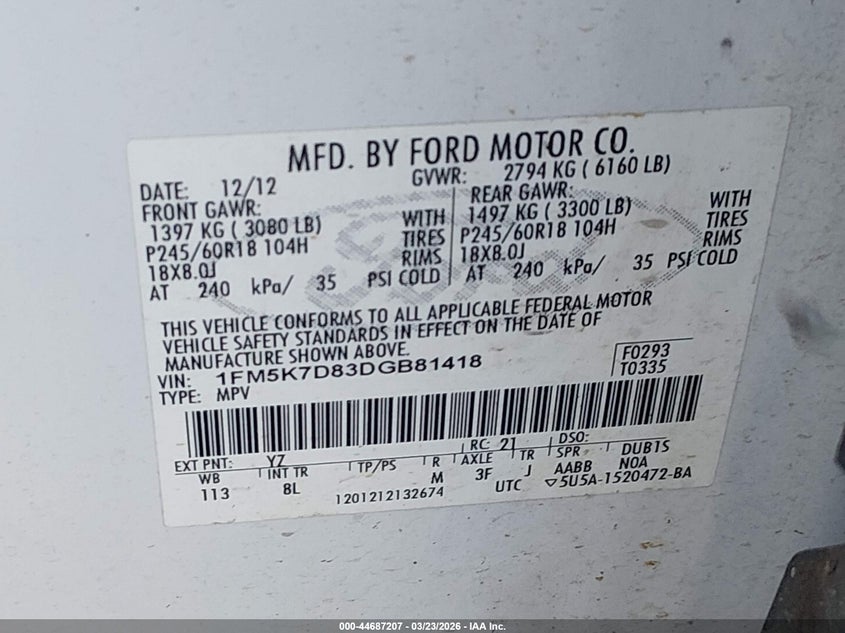 MFD. BY FORD MOTOR CO.
DATE: 12/12 GVWR: 2794 KG ( 6160 LB)
FRONT GAWR: REAR GAWR:
1397 KG ( 3080 LB) WITH 1497 KG ( 3300 LB) WITH
P245/60R18 104H TIRES P245/60R18 104H TIRES
18X8.0J RIMS 18X8.0J RIMS
AT 240 kPa/ 35 PSI COLD AT 240 kPa/ 35 PSI COLD
THIS VEHICLE CONFORMS TO ALL APPLICABLE FEDERAL MOTOR
VEHICLE SAFETY STANDARDS IN EFFECT ON THE DATE OF
MANUFACTURE SHOWN ABOVE.
VIN: 1FM5K7D83DGB81418 F0293
TYPE: MPV T0335
EXT PNT: YZ RC: 21 DSO:
WB INT TR TP/PS R AXLE TR SPR DUB1S
113 8L M 3F J AABB NOA
1201212132674 UTC ▽5U5A-1520472-BA
Ford
000-44687207 - 03/23/2026 - IAA Inc.